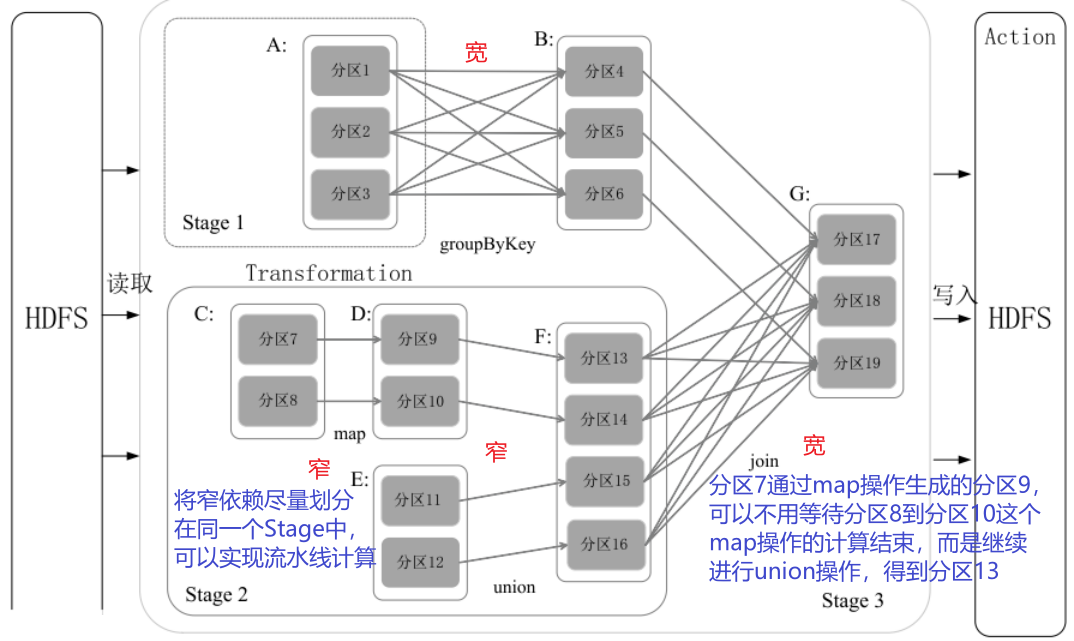 HDFS
读取
Stage 1
A:
分区1
分区2
分区3
宽
groupByKey
B:
分区4
分区5
分区6
Transformation
C:
分区7
分区8
map
D:
分区9
分区10
窄
窄
E:
分区11
分区12
union
F:
分区13
分区14
分区15
分区16
将窄依赖尽量划分
在同一个Stage中,
可以实现流水线计算
Stage 2
G:
分区17
分区18
分区19
宽
join
分区7通过map操作生成的分区9,
可以不用等待分区8到分区10这个
map操作的计算结束，而是继续
进行union操作，得到分区13
Stage 3
写入
Action
HDFS